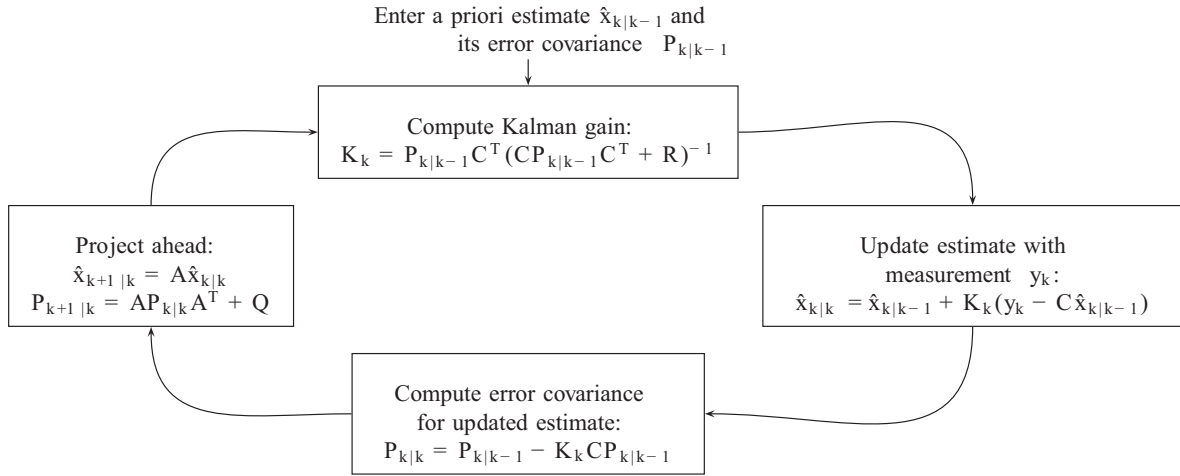 Enter a priori estimate x̂ₖ|ₖ₋₁ and
its error covariance Pₖ|ₖ₋₁
Compute Kalman gain:
Kₖ = Pₖ|ₖ₋₁Cᵀ(CPₖ|ₖ₋₁Cᵀ + R)⁻¹
Update estimate with
measurement yₖ:
x̂ₖ|ₖ = x̂ₖ|ₖ₋₁ + Kₖ(yₖ − Cx̂ₖ|ₖ₋₁)
Compute error covariance
for updated estimate:
Pₖ|ₖ = Pₖ|ₖ₋₁ − KₖCPₖ|ₖ₋₁
Project ahead:
x̂ₖ₊₁|ₖ = Ax̂ₖ|ₖ
Pₖ₊₁|ₖ = APₖ|ₖAᵀ + Q